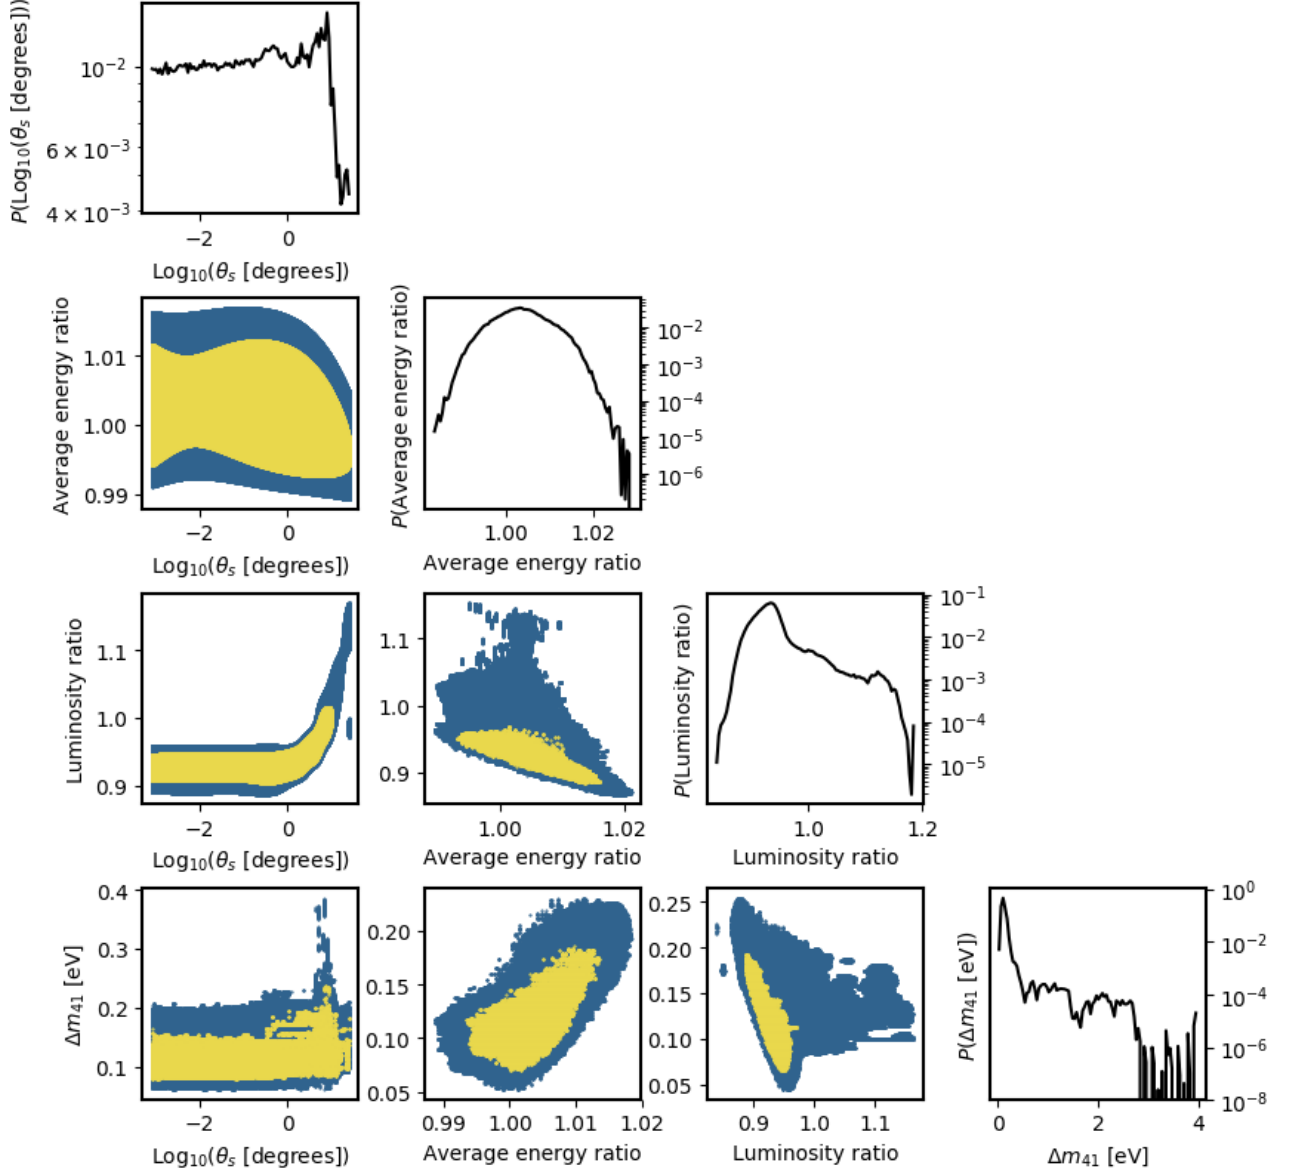 P(Log₁₀(θₛ [degrees]))
10⁻²
6 × 10⁻³
4 × 10⁻³
−2 0
Log₁₀(θₛ [degrees])
Average energy ratio
1.01
1.00
0.99
−2 0
Log₁₀(θₛ [degrees])
P(Average energy ratio)
10⁻²
10⁻³
10⁻⁴
10⁻⁵
10⁻⁶
1.00 1.02
Average energy ratio
Luminosity ratio
1.1
1.0
0.9
−2 0
Log₁₀(θₛ [degrees])
1.1
1.0
0.9
1.00 1.02
Average energy ratio
P(Luminosity ratio)
10⁻¹
10⁻²
10⁻³
10⁻⁴
10⁻⁵
1.0 1.2
Luminosity ratio
Δm₄₁ [eV]
0.4
0.3
0.2
0.1
−2 0
Log₁₀(θₛ [degrees])
0.20
0.15
0.10
0.05
0.99 1.00 1.01 1.02
Average energy ratio
0.25
0.20
0.15
0.10
0.05
0.9 1.0 1.1
Luminosity ratio
P(Δm₄₁ [eV])
10⁰
10⁻²
10⁻⁴
10⁻⁶
10⁻⁸
0 2 4
Δm₄₁ [eV]